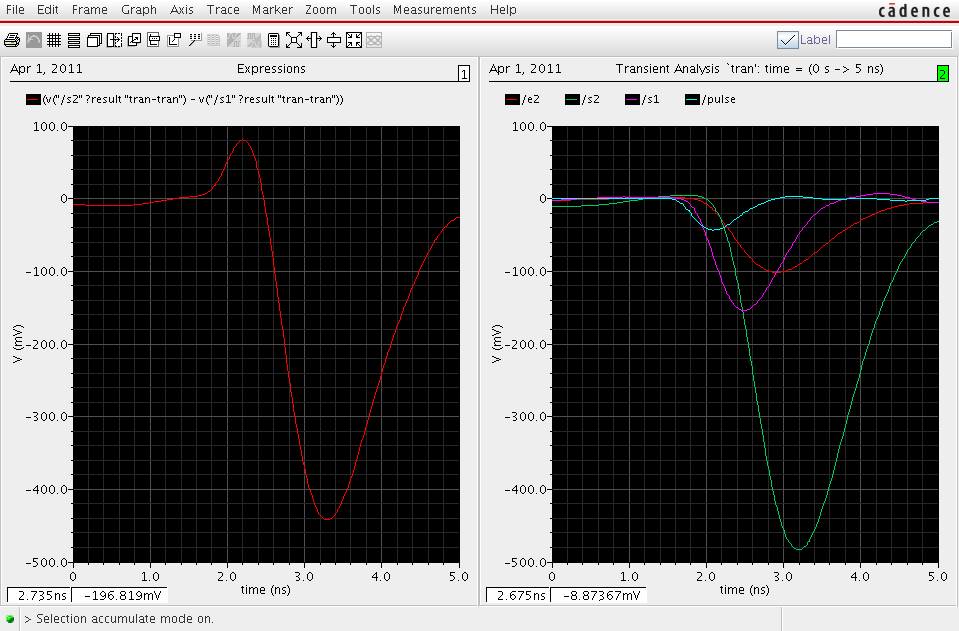 File Edit Frame Graph Axis Trace Marker Zoom Tools Measurements Help cādence
Label
Apr 1, 2011 Expressions 1
(v("/s2" ?result "tran-tran") - v("/s1" ?result "tran-tran"))
100.0
0
-100.0
-200.0
-300.0
-400.0
-500.0
V (mV)
0 1.0 2.0 3.0 4.0 5.0
time (ns)
2.735ns -196.819mV
Apr 1, 2011 Transient Analysis `tran': time = (0 s -> 5 ns) 2
/e2 /s2 /s1 /pulse
100.0
0
-100.0
-200.0
-300.0
-400.0
-500.0
V (mV)
0 1.0 2.0 3.0 4.0 5.0
time (ns)
2.675ns -8.87367mV
> Selection accumulate mode on.